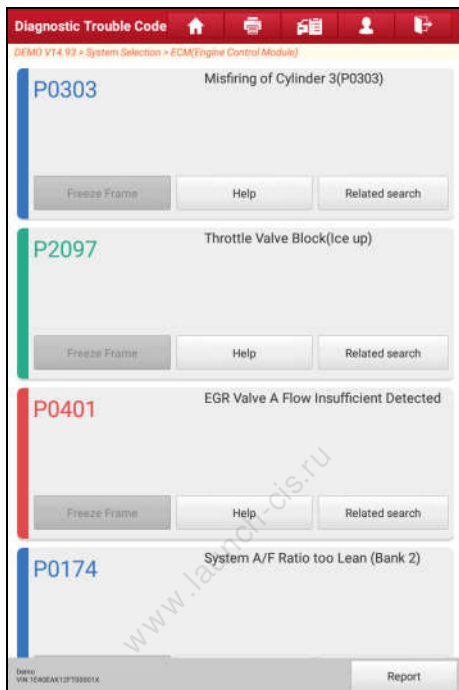 Diagnostic Trouble Code
DEMO V14.93 > System Selection > ECM(Engine Control Module)
P0303
Misfiring of Cylinder 3(P0303)
Freeze Frame
Help
Related search
P2097
Throttle Valve Block(Ice up)
Freeze Frame
Help
Related search
P0401
EGR Valve A Flow Insufficient Detected
Freeze Frame
Help
Related search
P0174
System A/F Ratio too Lean (Bank 2)
www.launch-cis.ru
Demo
VIN
Report